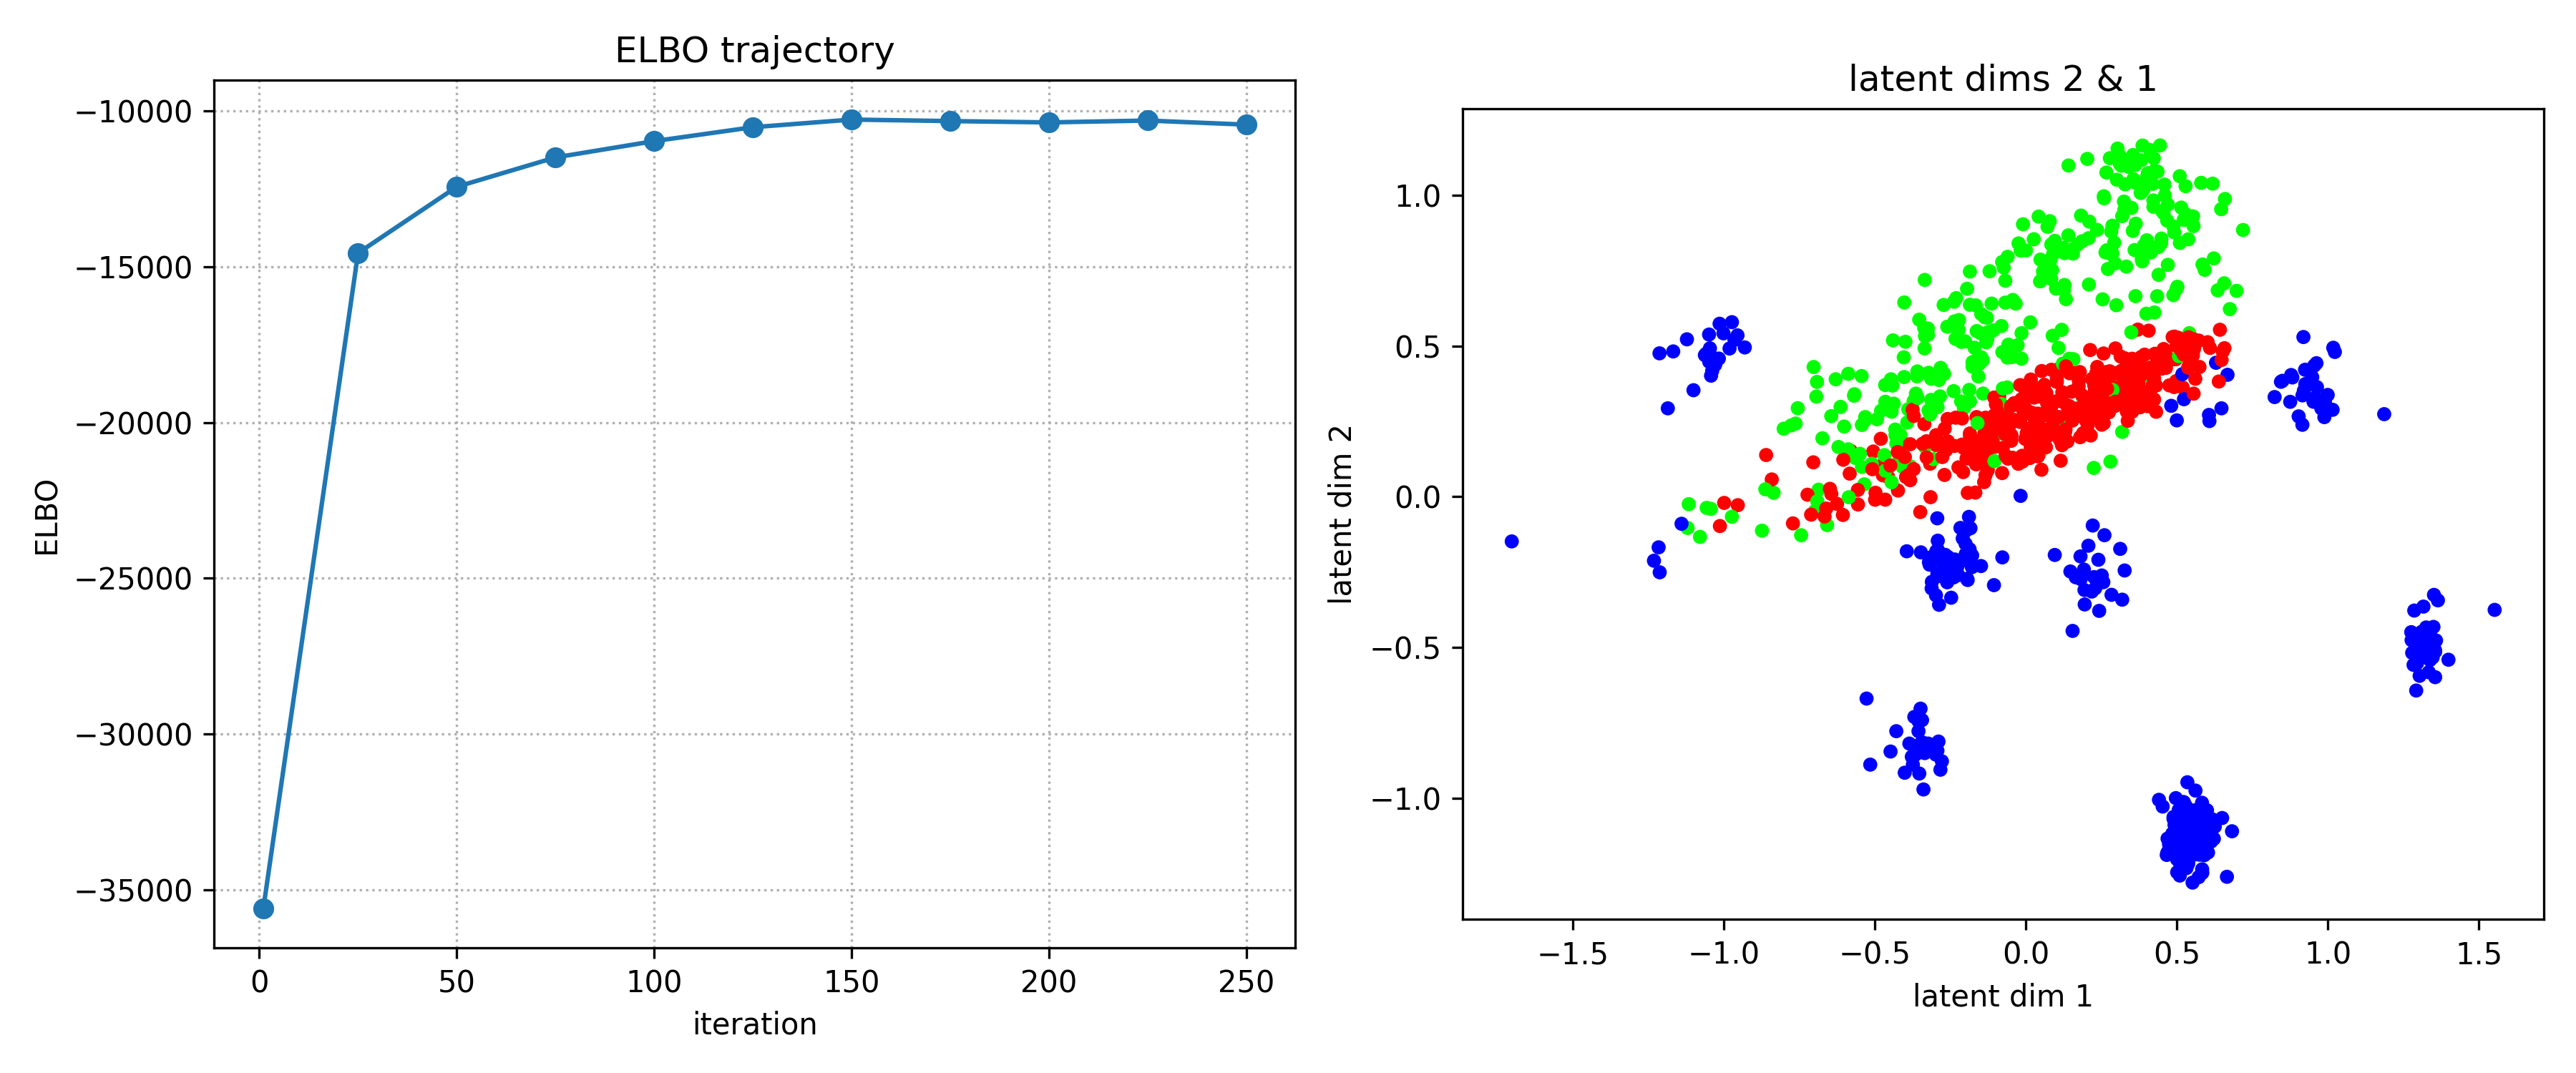 ELBO trajectory
ELBO
−10000
−15000
−20000
−25000
−30000
−35000
0 50 100 150 200 250
iteration
latent dims 2 & 1
latent dim 2
1.0
0.5
0.0
−0.5
−1.0
−1.5 −1.0 −0.5 0.0 0.5 1.0 1.5
latent dim 1